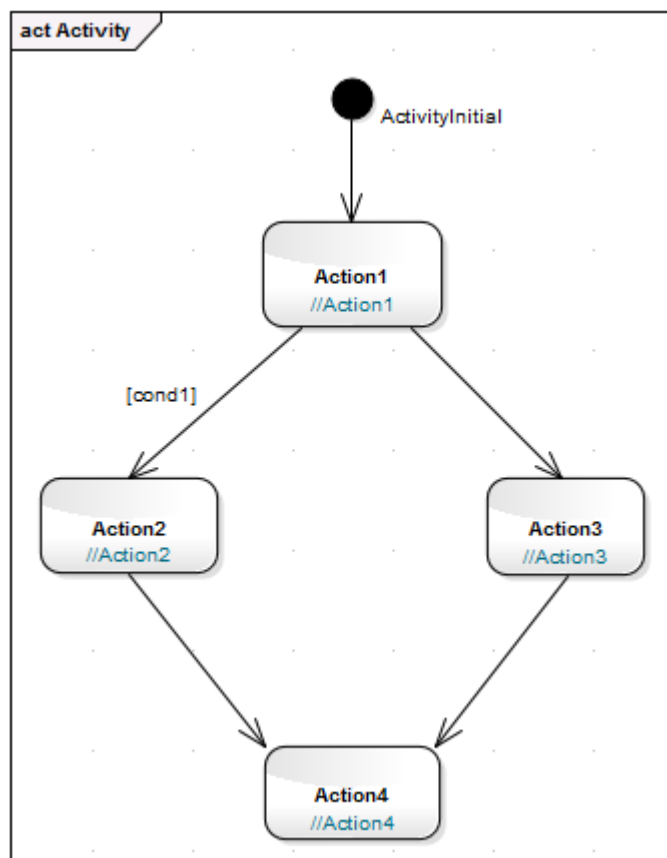 act Activity
ActivityInitial
Action1
//Action1
[cond1]
Action2
//Action2
Action3
//Action3
Action4
//Action4